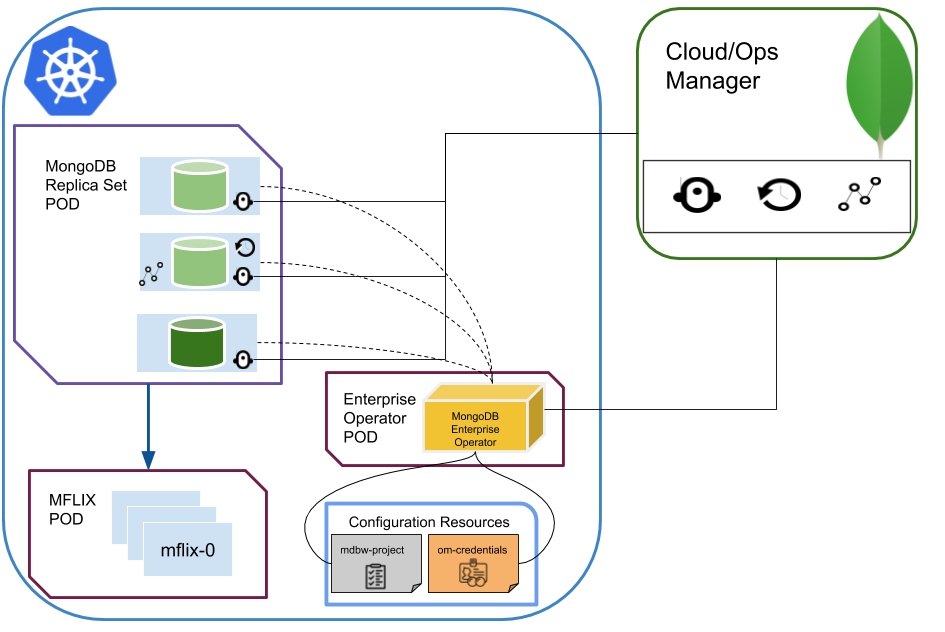 Cloud/Ops
Manager
MongoDB
Replica Set
POD
Enterprise
Operator
POD
MongoDB
Enterprise
Operator
MFLIX
POD
mflix-0
Configuration Resources
mdbw-project
om-credentials